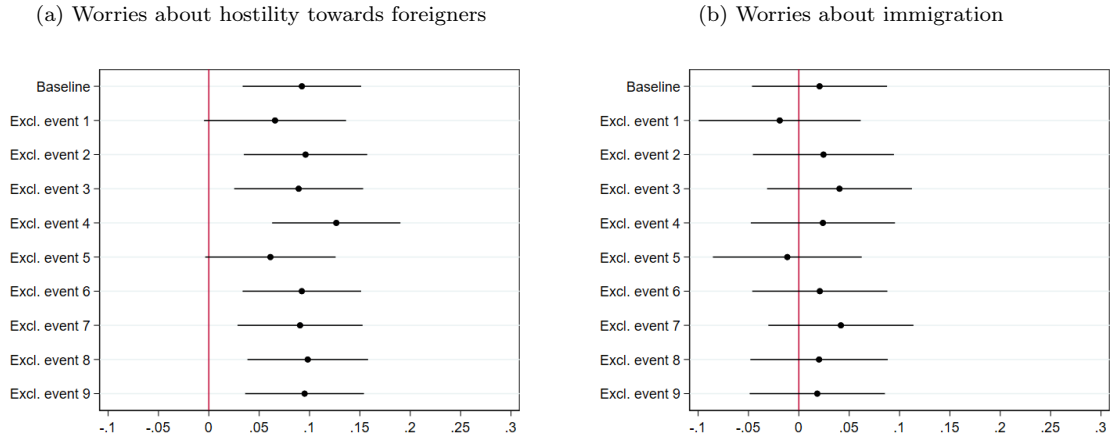 (a) Worries about hostility towards foreigners
Baseline
Excl. event 1
Excl. event 2
Excl. event 3
Excl. event 4
Excl. event 5
Excl. event 6
Excl. event 7
Excl. event 8
Excl. event 9
-.1 -.05 0 .05 .1 .15 .2 .25 .3
(b) Worries about immigration
Baseline
Excl. event 1
Excl. event 2
Excl. event 3
Excl. event 4
Excl. event 5
Excl. event 6
Excl. event 7
Excl. event 8
Excl. event 9
-.1 -.05 0 .05 .1 .15 .2 .25 .3